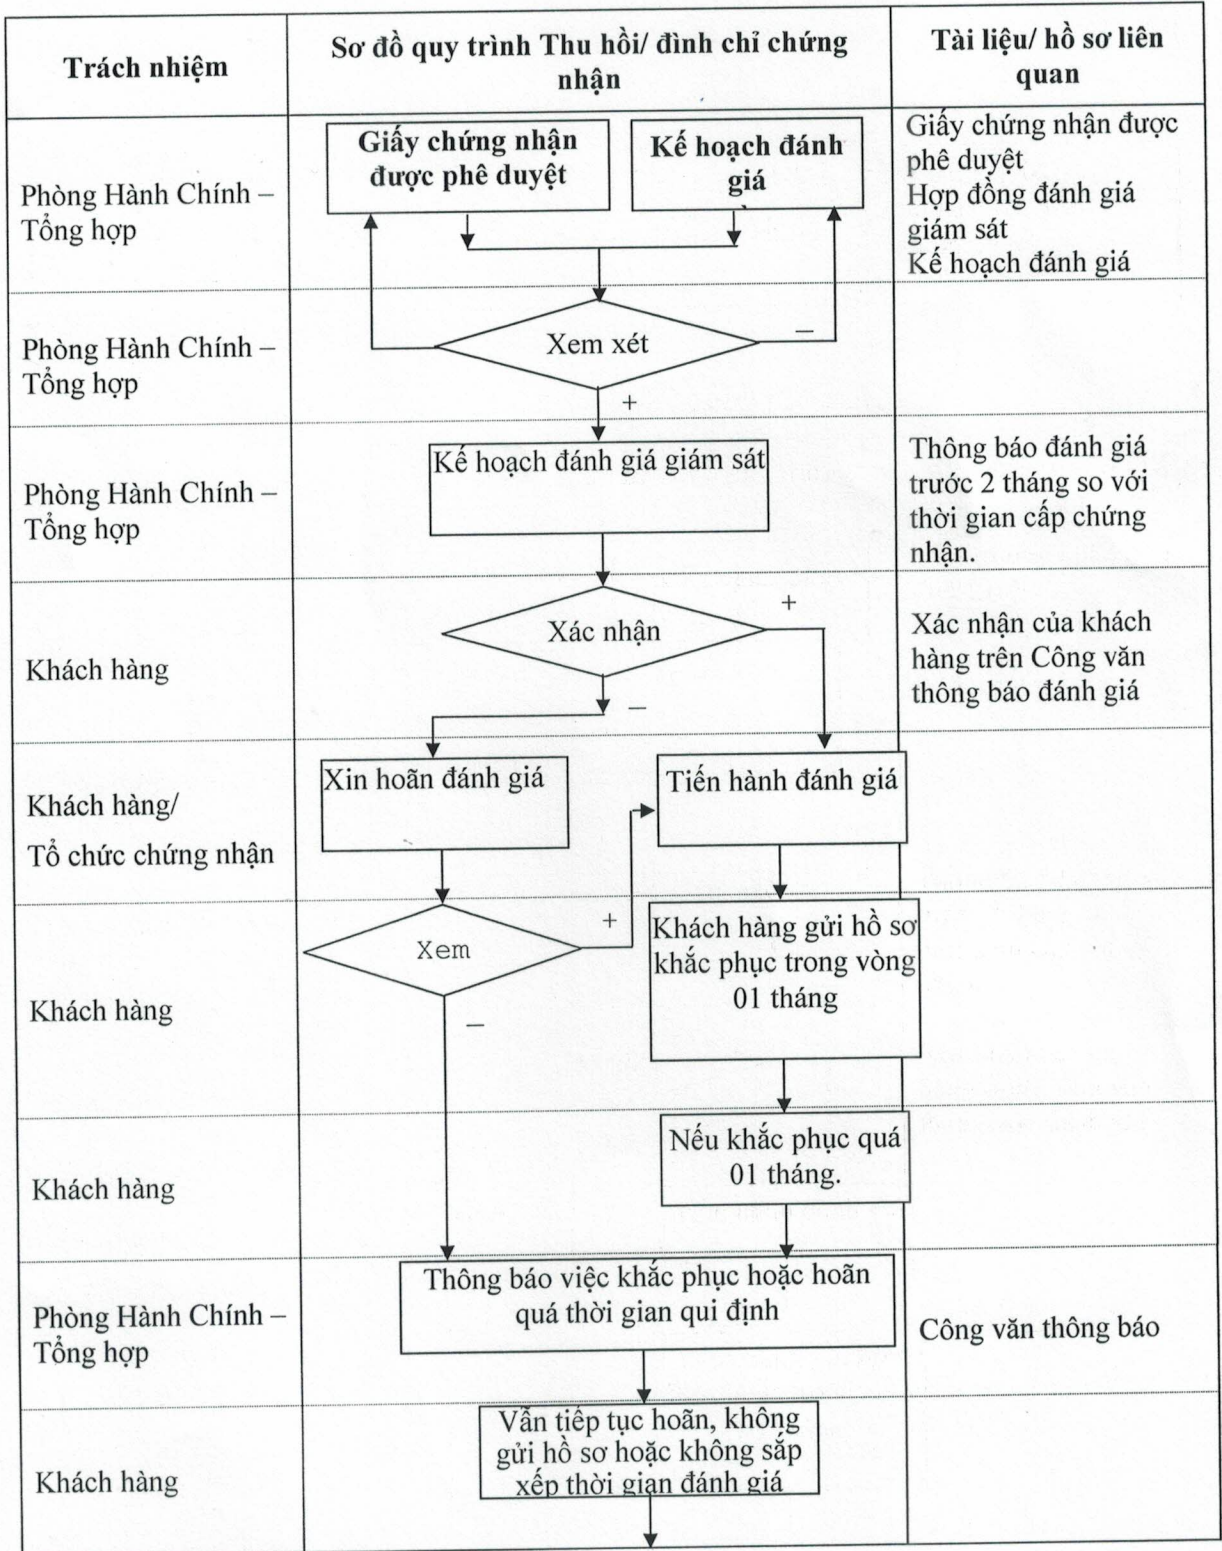 Trách nhiệm
Sơ đồ quy trình Thu hồi/ đình chỉ chứng
nhận
Tài liệu/ hồ sơ liên
quan
Phòng Hành Chính –
Tổng hợp
Giấy chứng nhận
được phê duyệt
Kế hoạch đánh
giá
Giấy chứng nhận được
phê duyệt
Hợp đồng đánh giá
giám sát
Kế hoạch đánh giá
Phòng Hành Chính –
Tổng hợp
Xem xét
–
+
Phòng Hành Chính –
Tổng hợp
Kế hoạch đánh giá giám sát
Thông báo đánh giá
trước 2 tháng so với
thời gian cấp chứng
nhận.
Khách hàng
Xác nhận
+
–
Xác nhận của khách
hàng trên Công văn
thông báo đánh giá
Khách hàng/
Tổ chức chứng nhận
Xin hoãn đánh giá
Tiến hành đánh giá
Khách hàng
Xem
+
–
Khách hàng gửi hồ sơ
khắc phục trong vòng
01 tháng
Khách hàng
Nếu khắc phục quá
01 tháng.
Phòng Hành Chính –
Tổng hợp
Thông báo việc khắc phục hoặc hoãn
quá thời gian qui định
Công văn thông báo
Khách hàng
Vẫn tiếp tục hoãn, không
gửi hồ sơ hoặc không sắp
xếp thời gian đánh giá